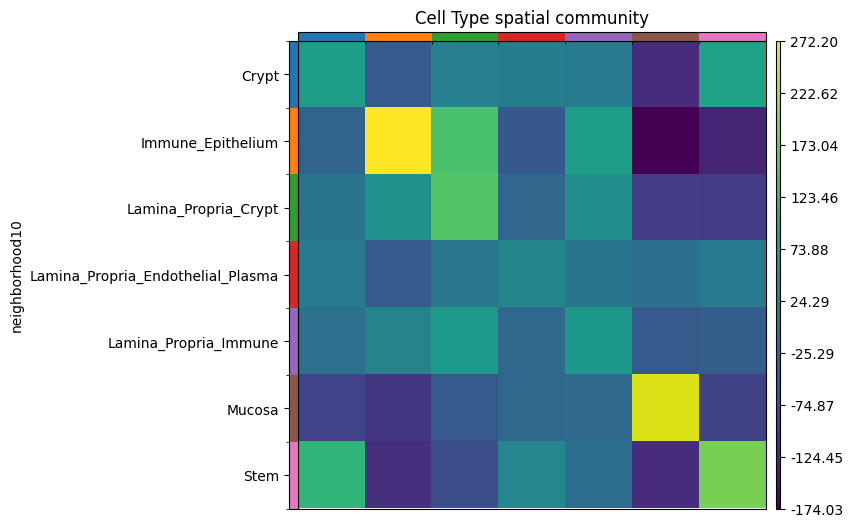 Cell Type spatial community
neighborhood10
Crypt
Immune_Epithelium
Lamina_Propria_Crypt
Lamina_Propria_Endothelial_Plasma
Lamina_Propria_Immune
Mucosa
Stem
272.20
222.62
173.04
123.46
73.88
24.29
-25.29
-74.87
-124.45
-174.03